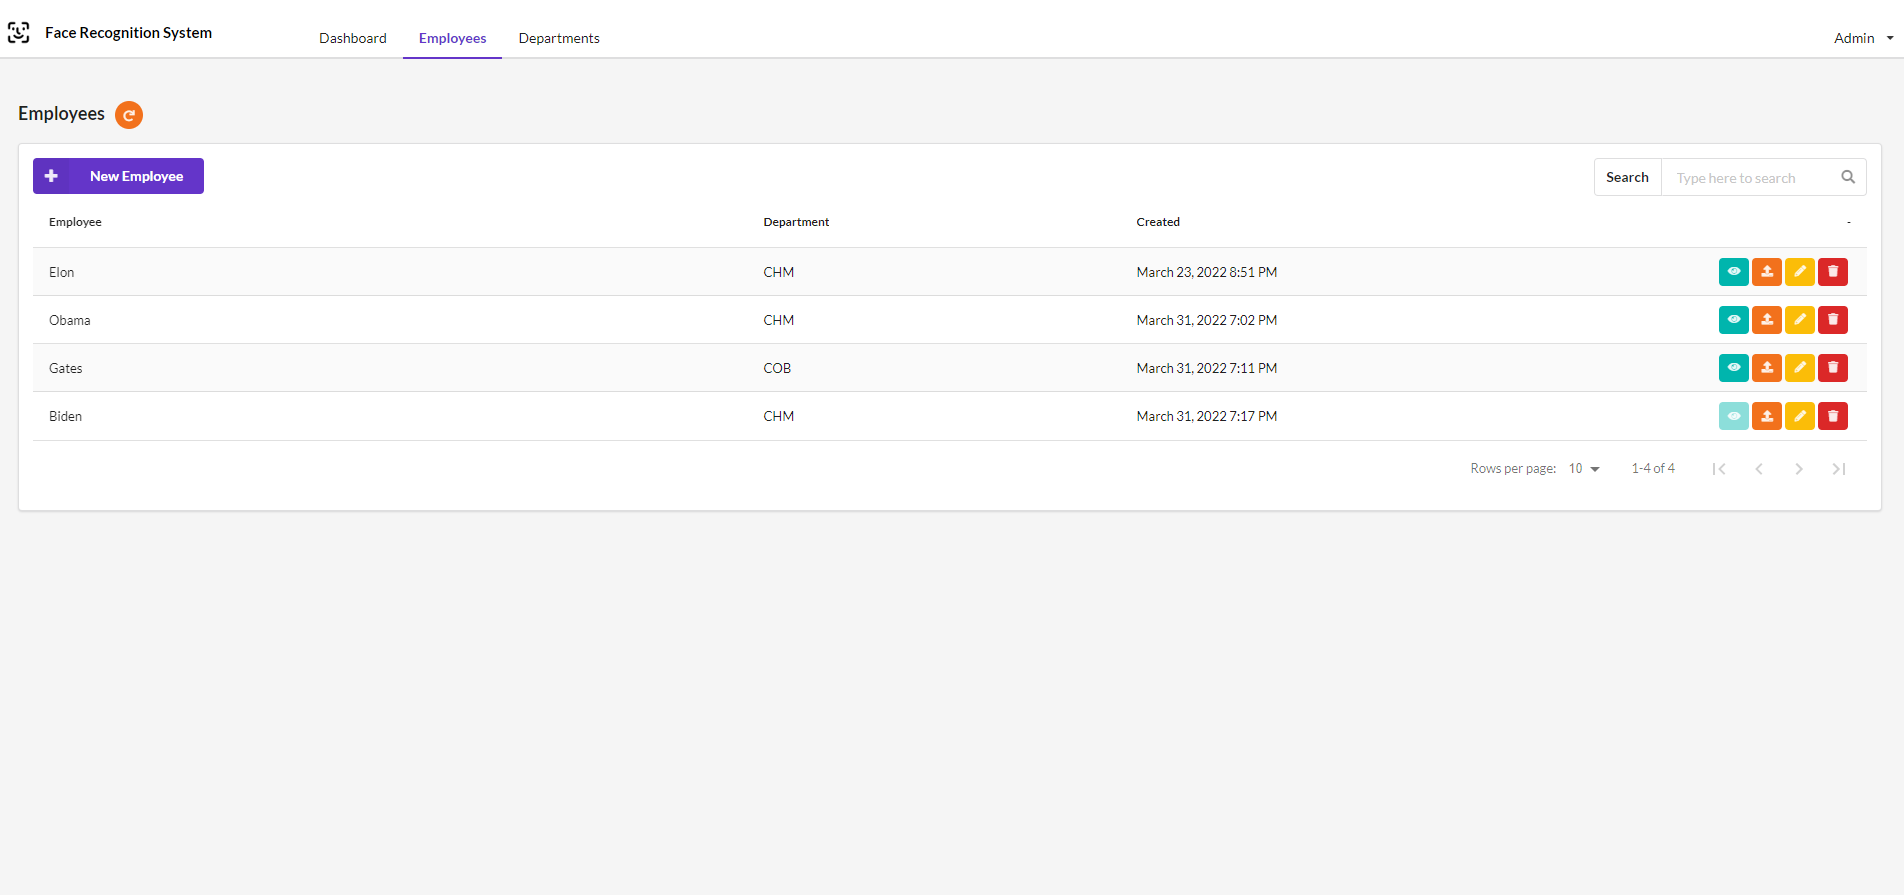 Face Recognition System Dashboard Employees Departments Admin
Employees
New Employee Search Type here to search
Employee Department Created -
Elon CHM March 23, 2022 8:51 PM
Obama CHM March 31, 2022 7:02 PM
Gates COB March 31, 2022 7:11 PM
Biden CHM March 31, 2022 7:17 PM
Rows per page: 10 1-4 of 4